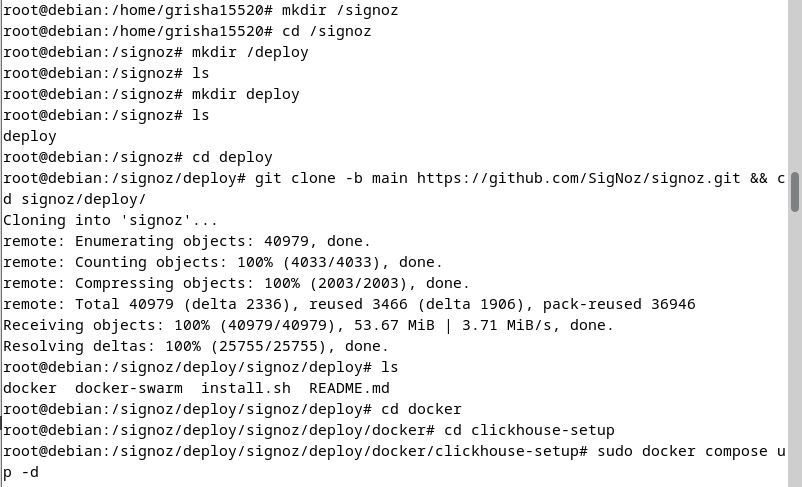 root@debian:/home/grisha15520# mkdir /signoz
root@debian:/home/grisha15520# cd /signoz
root@debian:/signoz# mkdir /deploy
root@debian:/signoz# ls
root@debian:/signoz# mkdir deploy
root@debian:/signoz# ls
deploy
root@debian:/signoz# cd deploy
root@debian:/signoz/deploy# git clone -b main https://github.com/SigNoz/signoz.git && c
d signoz/deploy/
Cloning into 'signoz'...
remote: Enumerating objects: 40979, done.
remote: Counting objects: 100% (4033/4033), done.
remote: Compressing objects: 100% (2003/2003), done.
remote: Total 40979 (delta 2336), reused 3466 (delta 1906), pack-reused 36946
Receiving objects: 100% (40979/40979), 53.67 MiB | 3.71 MiB/s, done.
Resolving deltas: 100% (25755/25755), done.
root@debian:/signoz/deploy/signoz/deploy# ls
docker  docker-swarm  install.sh  README.md
root@debian:/signoz/deploy/signoz/deploy# cd docker
root@debian:/signoz/deploy/signoz/deploy/docker# cd clickhouse-setup
root@debian:/signoz/deploy/signoz/deploy/docker/clickhouse-setup# sudo docker compose u
p -d